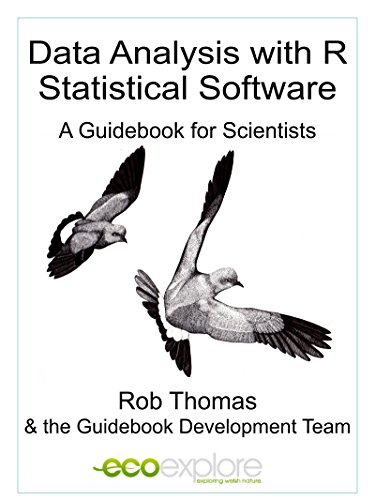 Data Analysis with R
Statistical Software
A Guidebook for Scientists
Rob Thomas
& the Guidebook Development Team
ecoexplore
exploring welsh nature.